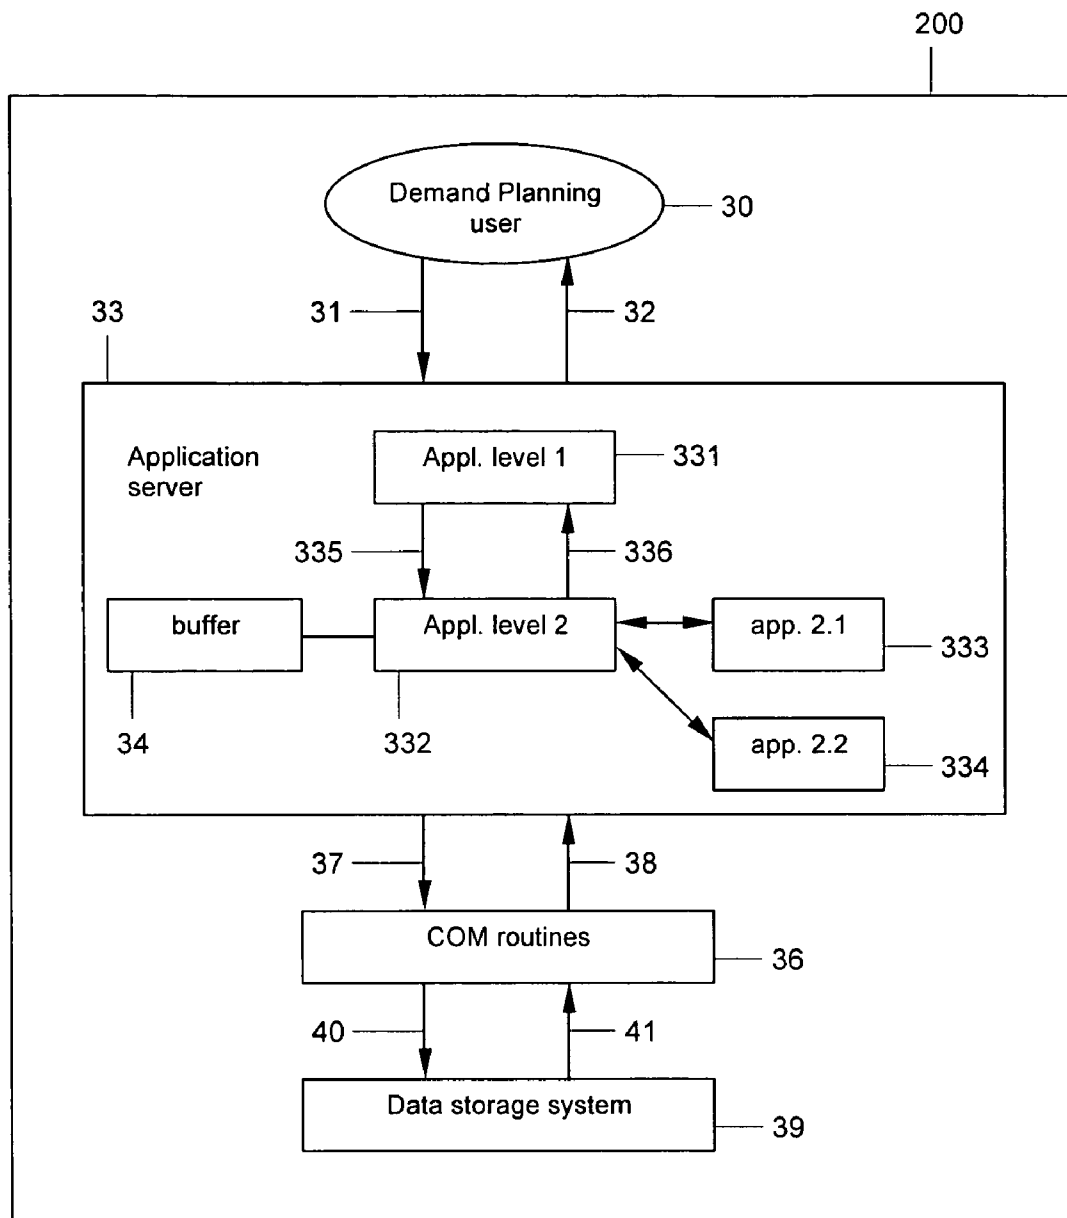 200
Demand Planning
user
30
31
32
33
Application
server
Appl. level 1
331
335
336
buffer
Appl. level 2
app. 2.1
333
34
332
app. 2.2
334
37
38
COM routines
36
40
41
Data storage system
39